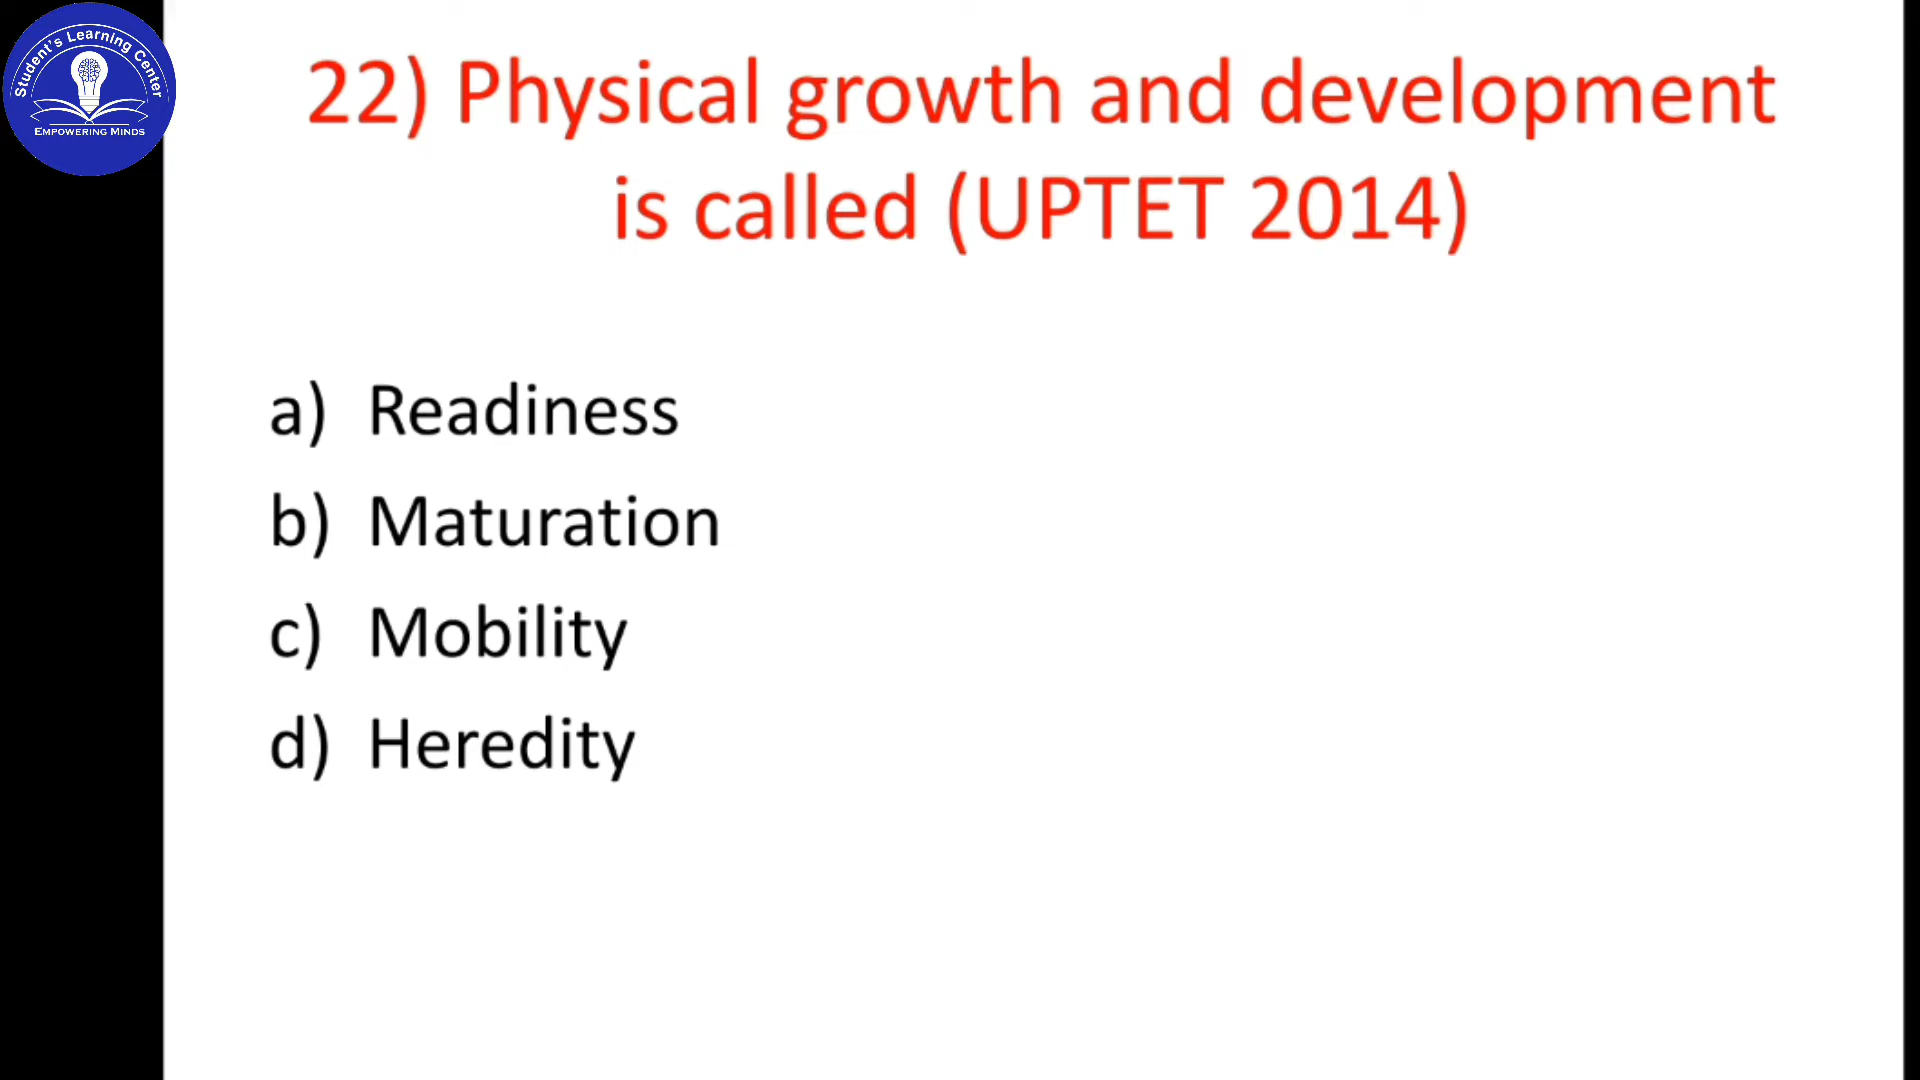 Student's Learning Center
EMPOWERING MINDS
22) Physical growth and development
is called (UPTET 2014)
a) Readiness
b) Maturation
c) Mobility
d) Heredity